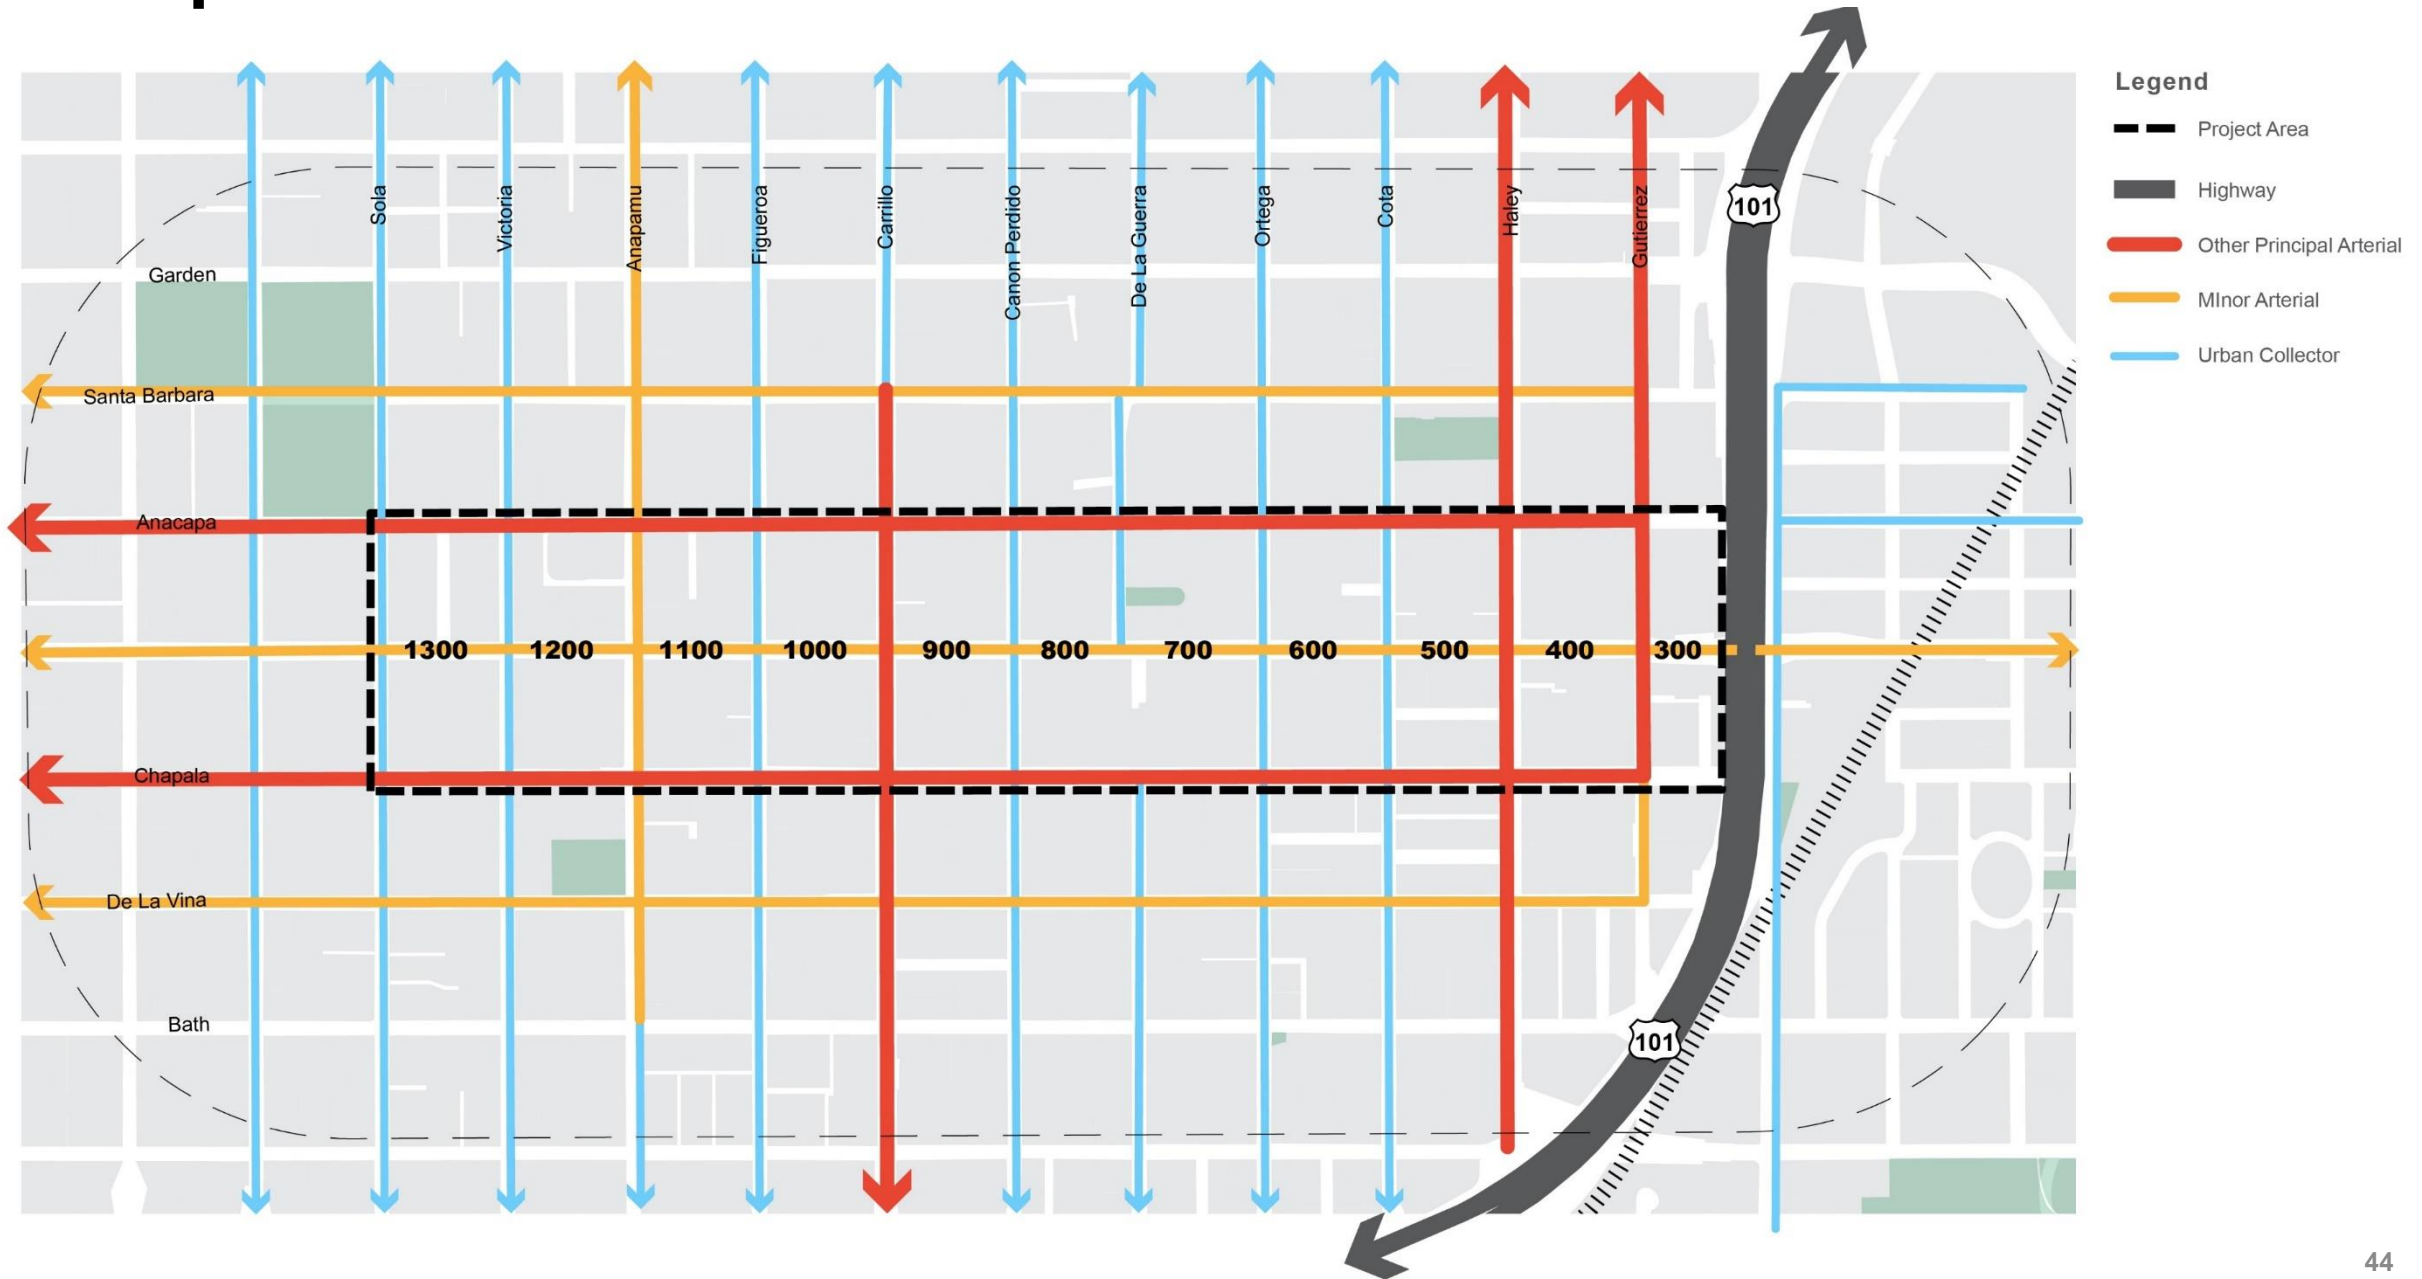 Legend
Project Area
Highway
Other Principal Arterial
MInor Arterial
Urban Collector
Sola
Victoria
Anapamu
Figueroa
Carrillo
Canon Perdido
De La Guerra
Ortega
Cota
Haley
Gutierrez
101
Garden
Santa Barbara
Anacapa
1300 1200 1100 1000 900 800 700 600 500 400 300
Chapala
De La Vina
Bath
101
44